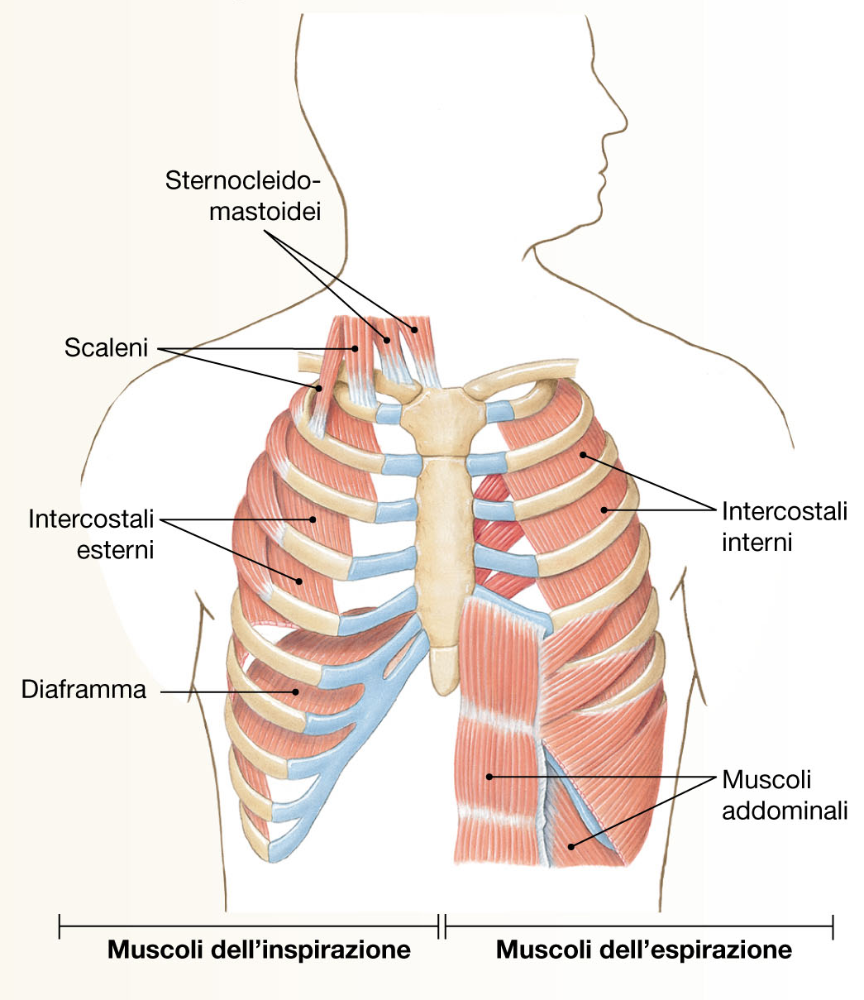 Sternocleido-
mastoidei
Scaleni
Intercostali
esterni
Diaframma
Intercostali
interni
Muscoli
addominali
Muscoli dell’inspirazione
Muscoli dell’espirazione